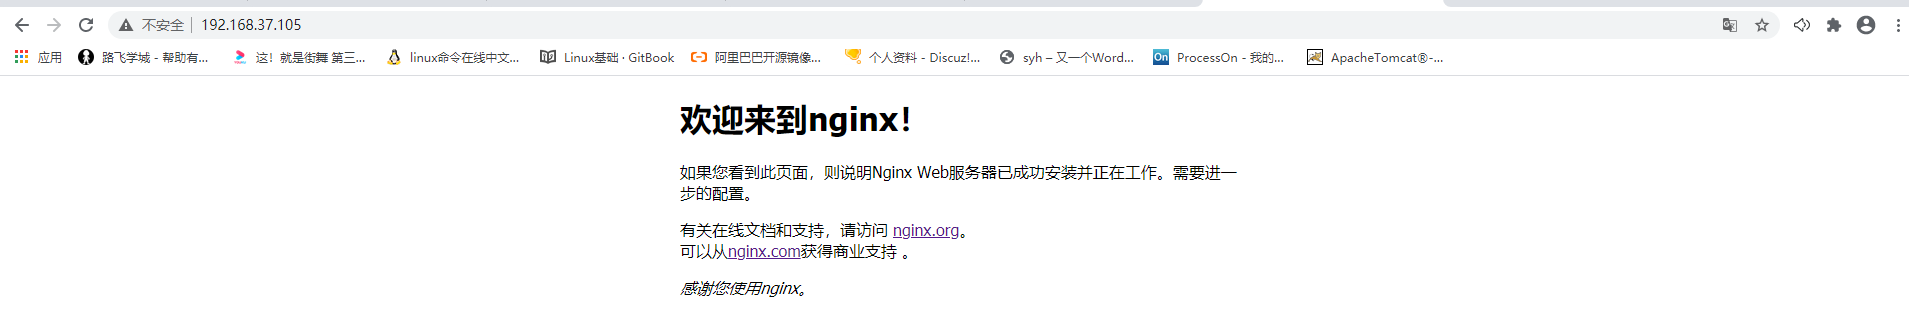 不安全 192.168.37.105
应用 路飞学城 - 帮助有... 这！就是街舞 第三... linux命令在线中文... Linux基础 · GitBook 阿里巴巴开源镜像... 个人资料 - Discuz!... syh – 又一个Word... On ProcessOn - 我的... ApacheTomcat®-...
欢迎来到nginx！
如果您看到此页面，则说明Nginx Web服务器已成功安装并正在工作。需要进一
步的配置。
有关在线文档和支持，请访问 nginx.org。
可以从nginx.com获得商业支持 。
感谢您使用nginx。